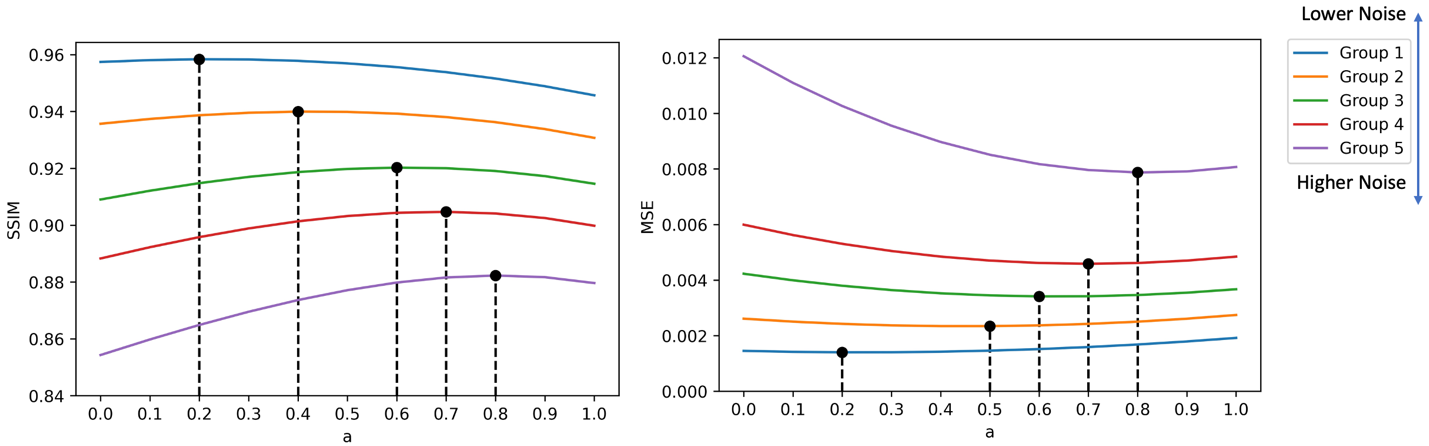 Lower Noise
Group 1
Group 2
Group 3
Group 4
Group 5
Higher Noise
SSIM
0.96
0.94
0.92
0.90
0.88
0.86
0.84
0.0 0.1 0.2 0.3 0.4 0.5 0.6 0.7 0.8 0.9 1.0
a
MSE
0.012
0.010
0.008
0.006
0.004
0.002
0.000
0.0 0.1 0.2 0.3 0.4 0.5 0.6 0.7 0.8 0.9 1.0
a